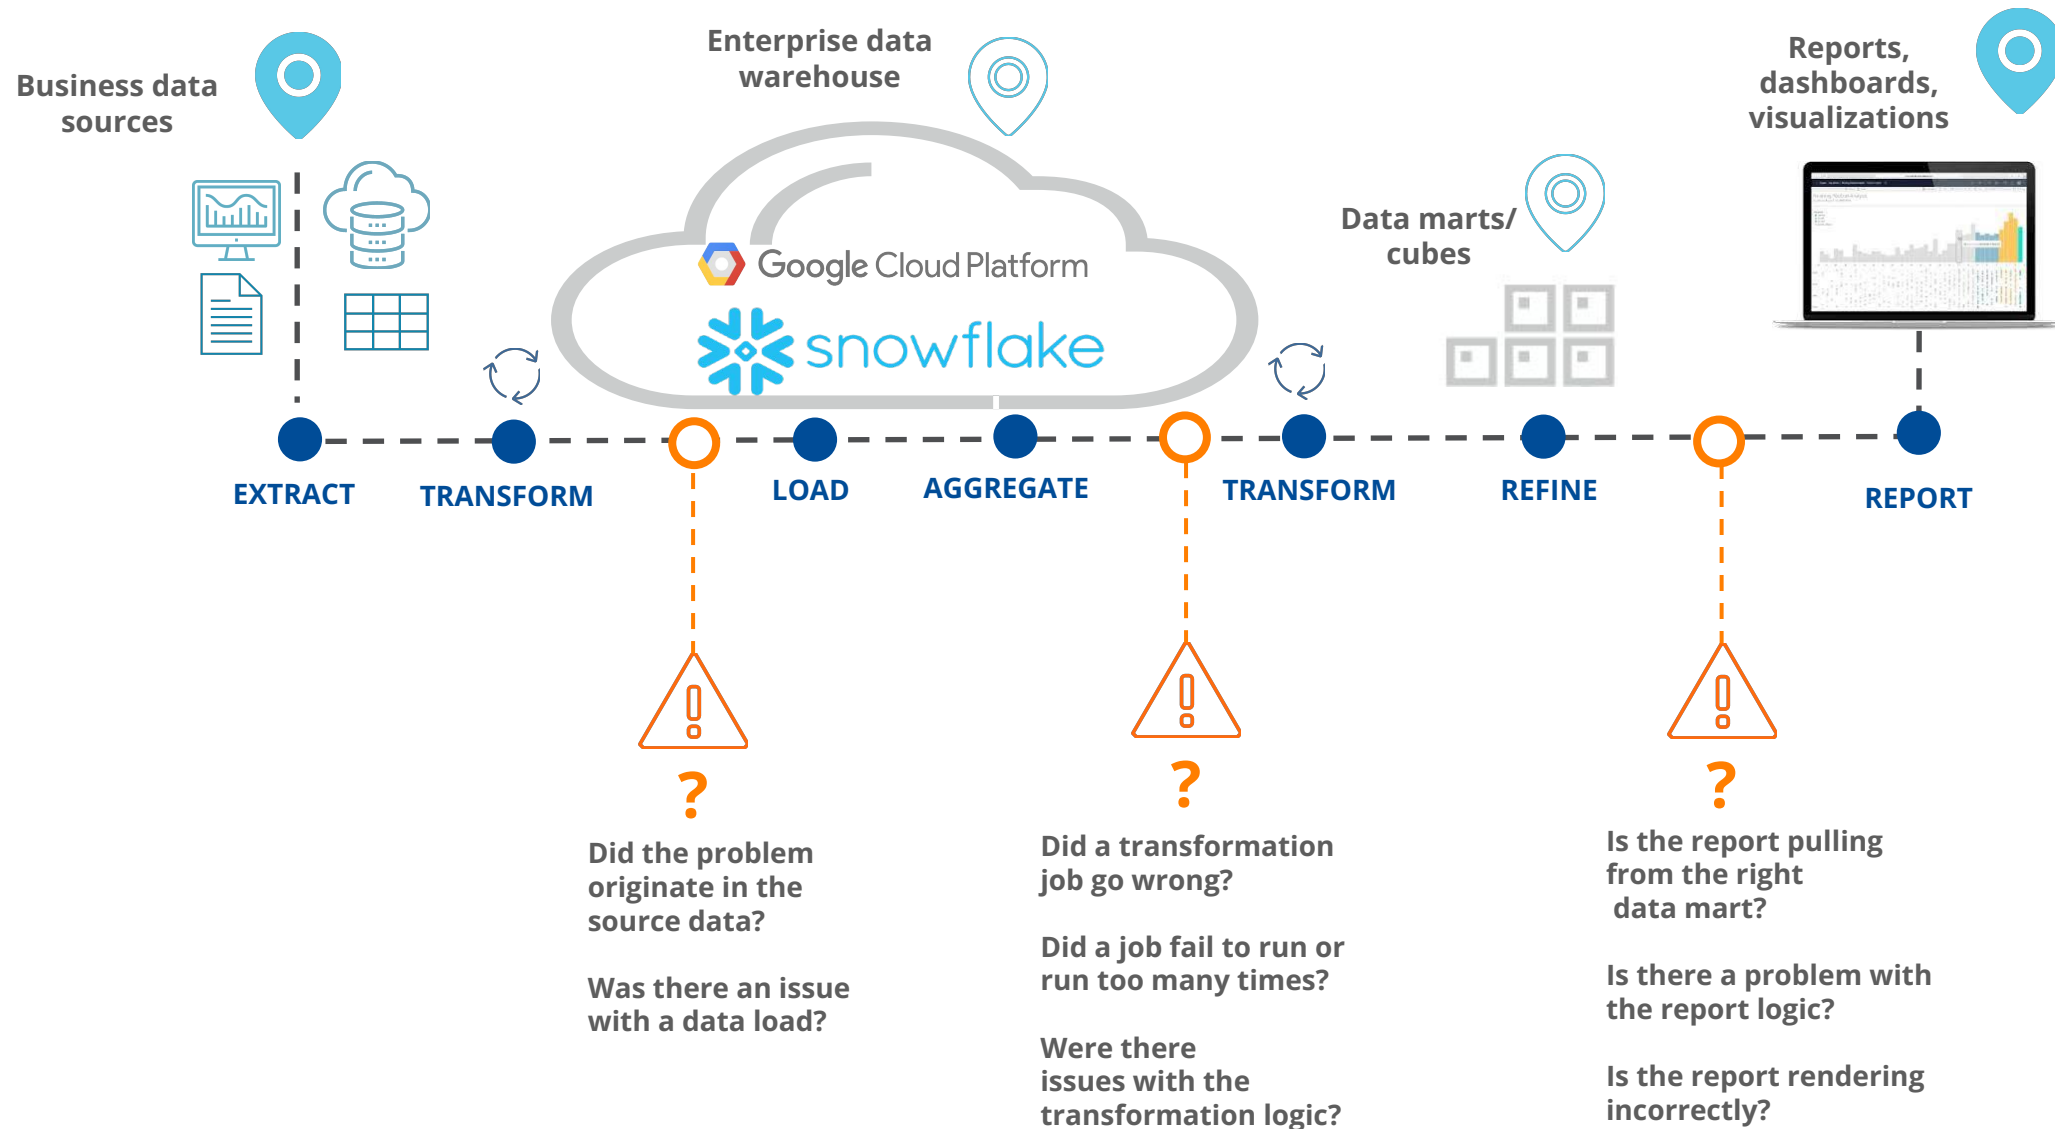 Business data
sources
Enterprise data
warehouse
Reports,
dashboards,
visualizations
Data marts/
cubes
Google Cloud Platform
snowflake
EXTRACT
TRANSFORM
LOAD
AGGREGATE
TRANSFORM
REFINE
REPORT
?
Did the problem
originate in the
source data?
Was there an issue
with a data load?
?
Did a transformation
job go wrong?
Did a job fail to run or
run too many times?
Were there
issues with the
transformation logic?
?
Is the report pulling
from the right
data mart?
Is there a problem with
the report logic?
Is the report rendering
incorrectly?